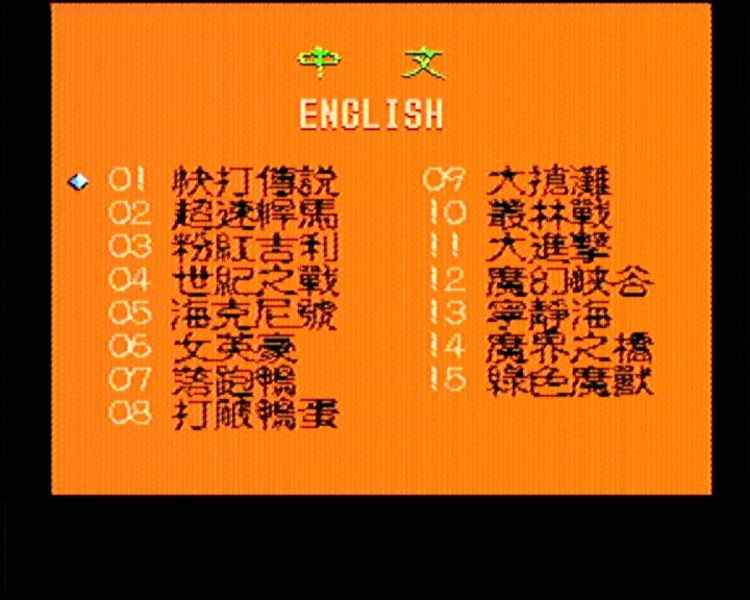 中 文
ENGLISH
01 快打傳說
02 超速悍馬
03 粉紅吉利
04 世紀之戰
05 海克尼號
06 女英豪
07 落跑鴨
08 打敗鴨蛋
09 大搶灘
10 叢林戰
11 大進擊
12 魔幻峽谷
13 寧靜海
14 魔界之橋
15 綠色魔獸